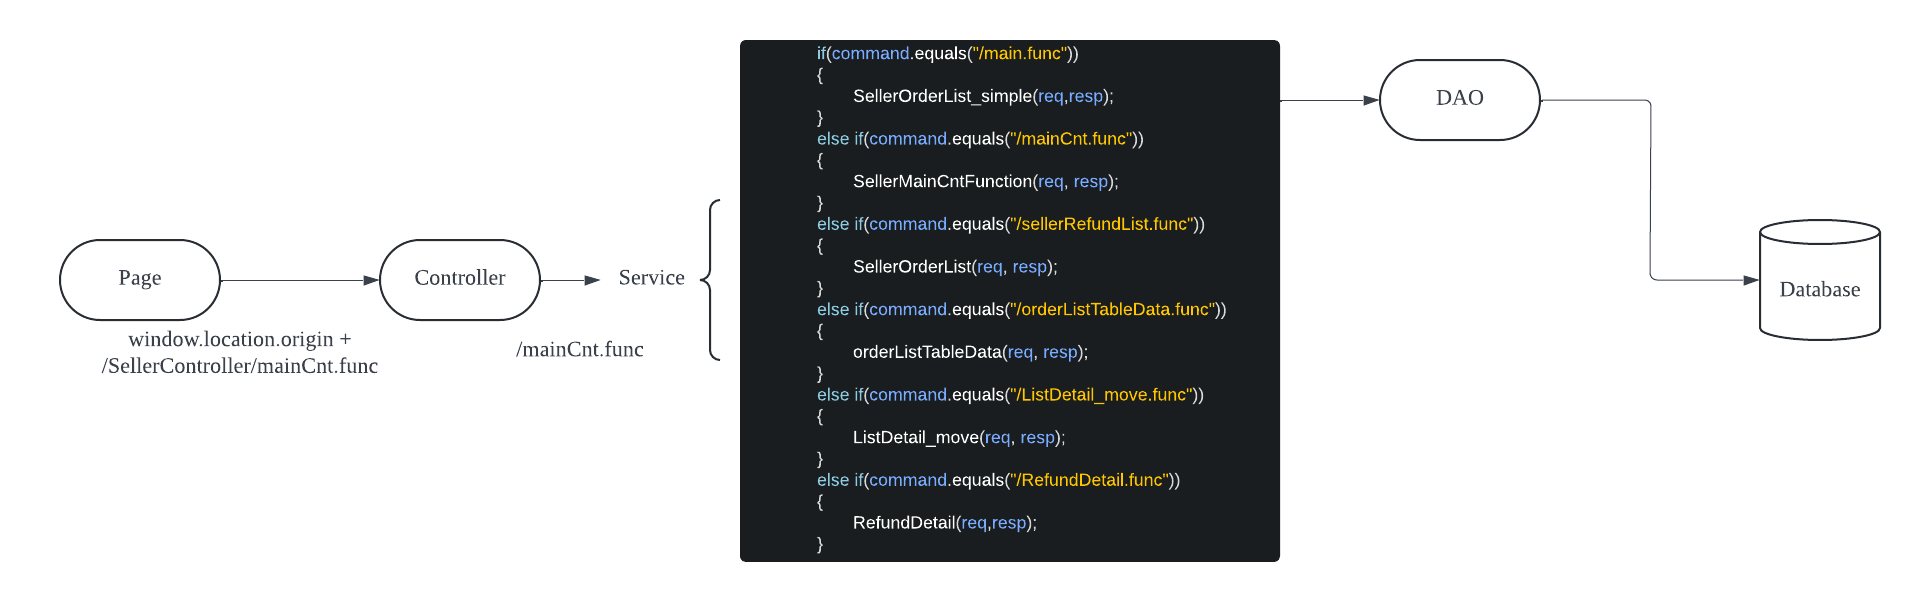 Page
window.location.origin +
/SellerController/mainCnt.func
Controller
/mainCnt.func
Service
if(command.equals("/main.func"))
{
SellerOrderList_simple(req,resp);
}
else if(command.equals("/mainCnt.func"))
{
SellerMainCntFunction(req, resp);
}
else if(command.equals("/sellerRefundList.func"))
{
SellerOrderList(req, resp);
}
else if(command.equals("/orderListTableData.func"))
{
orderListTableData(req, resp);
}
else if(command.equals("/ListDetail_move.func"))
{
ListDetail_move(req, resp);
}
else if(command.equals("/RefundDetail.func"))
{
RefundDetail(req,resp);
}
DAO
Database